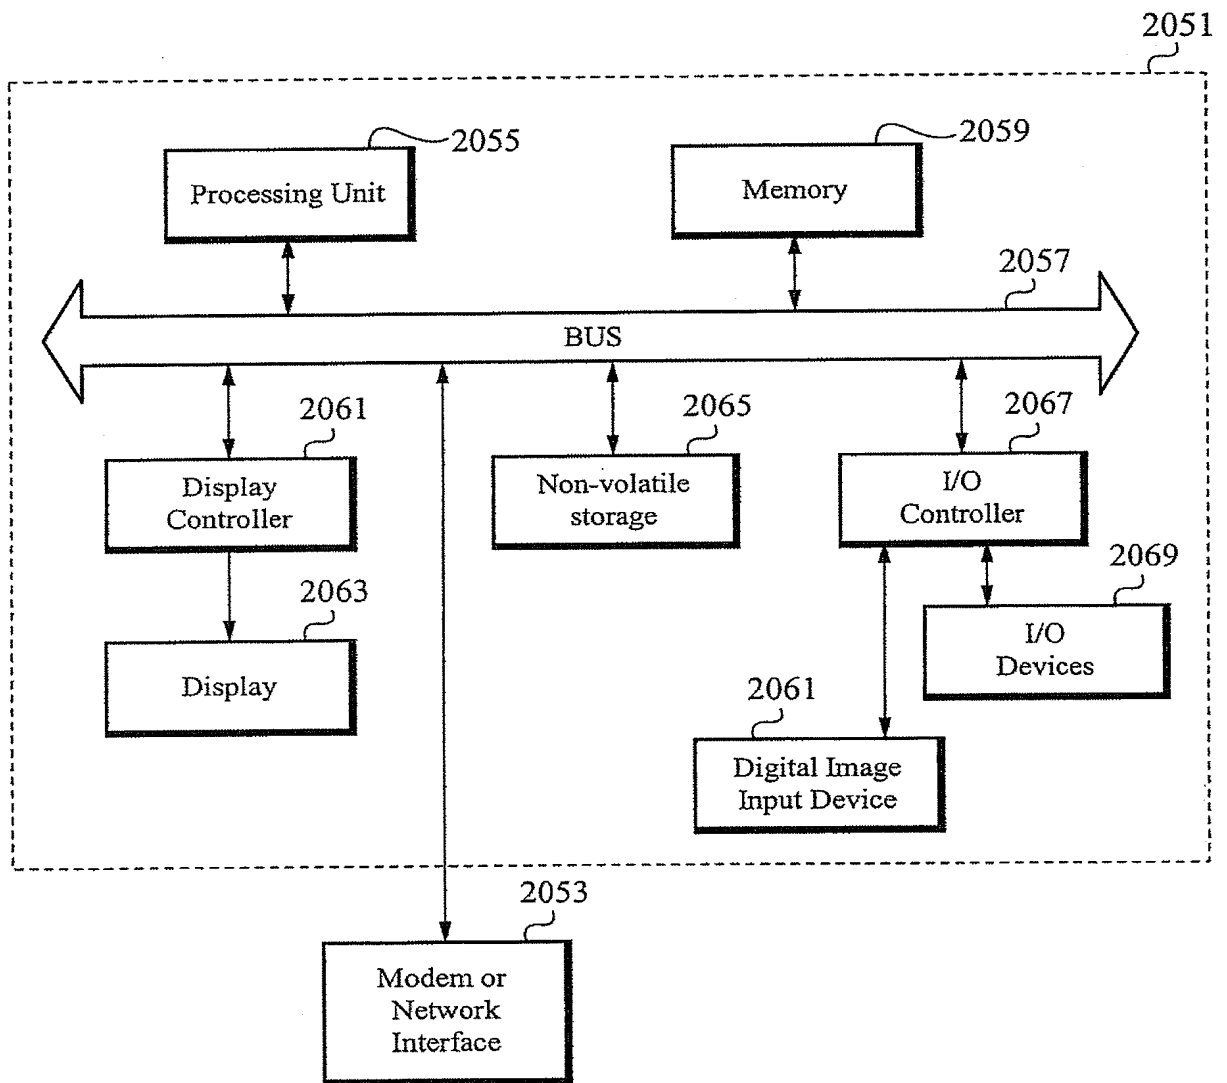 2051
2055
Processing Unit
2059
Memory
2057
BUS
2061
Display
Controller
2065
Non-volatile
storage
2067
I/O
Controller
2063
Display
2069
I/O
Devices
2061
Digital Image
Input Device
2053
Modem or
Network
Interface